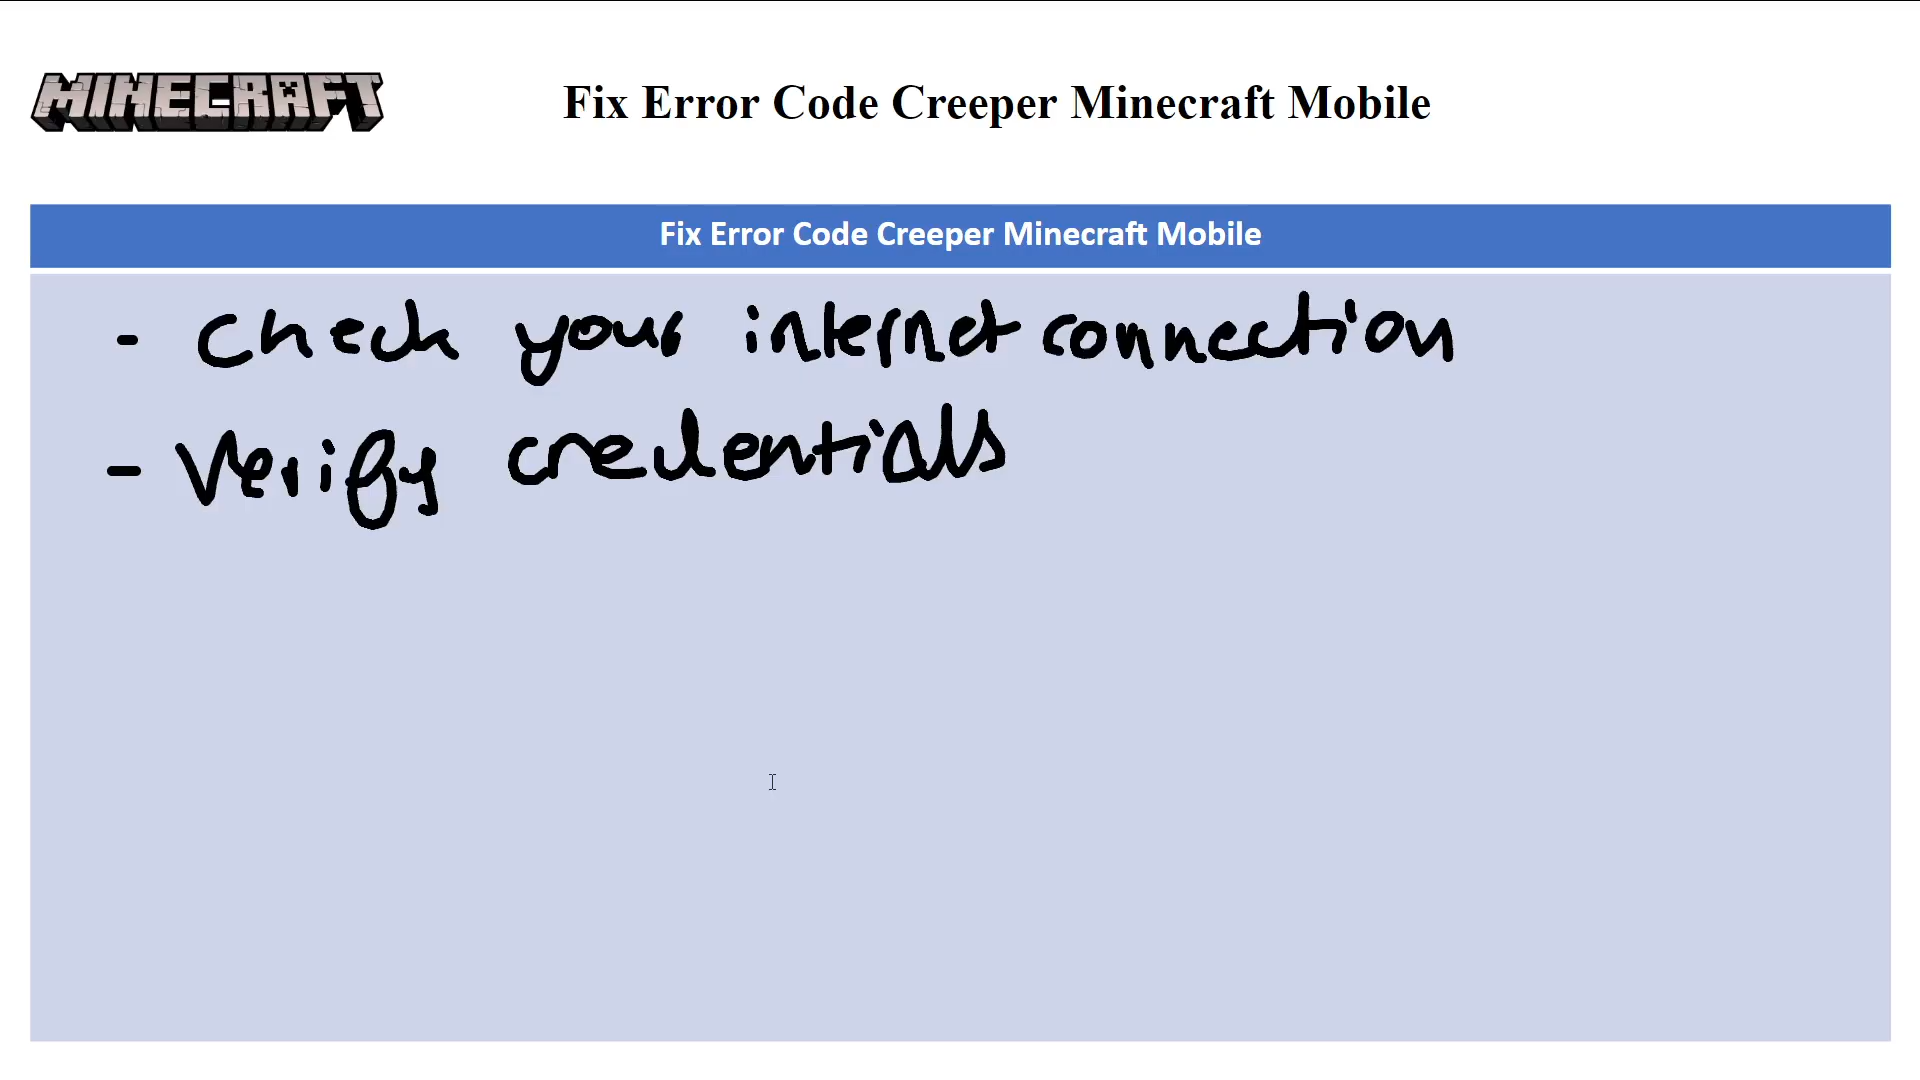 MINECRAFT
Fix Error Code Creeper Minecraft Mobile
Fix Error Code Creeper Minecraft Mobile
- Check your internet connection
- Verify credentials